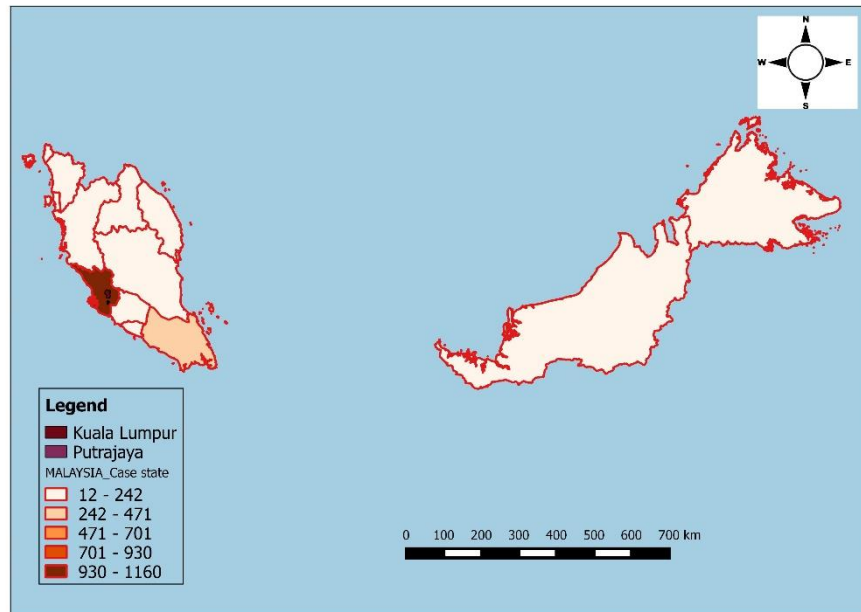 N
W E
S
Legend
Kuala Lumpur
Putrajaya
MALAYSIA_Case state
12 - 242
242 - 471
471 - 701
701 - 930
930 - 1160
0 100 200 300 400 500 600 700 km